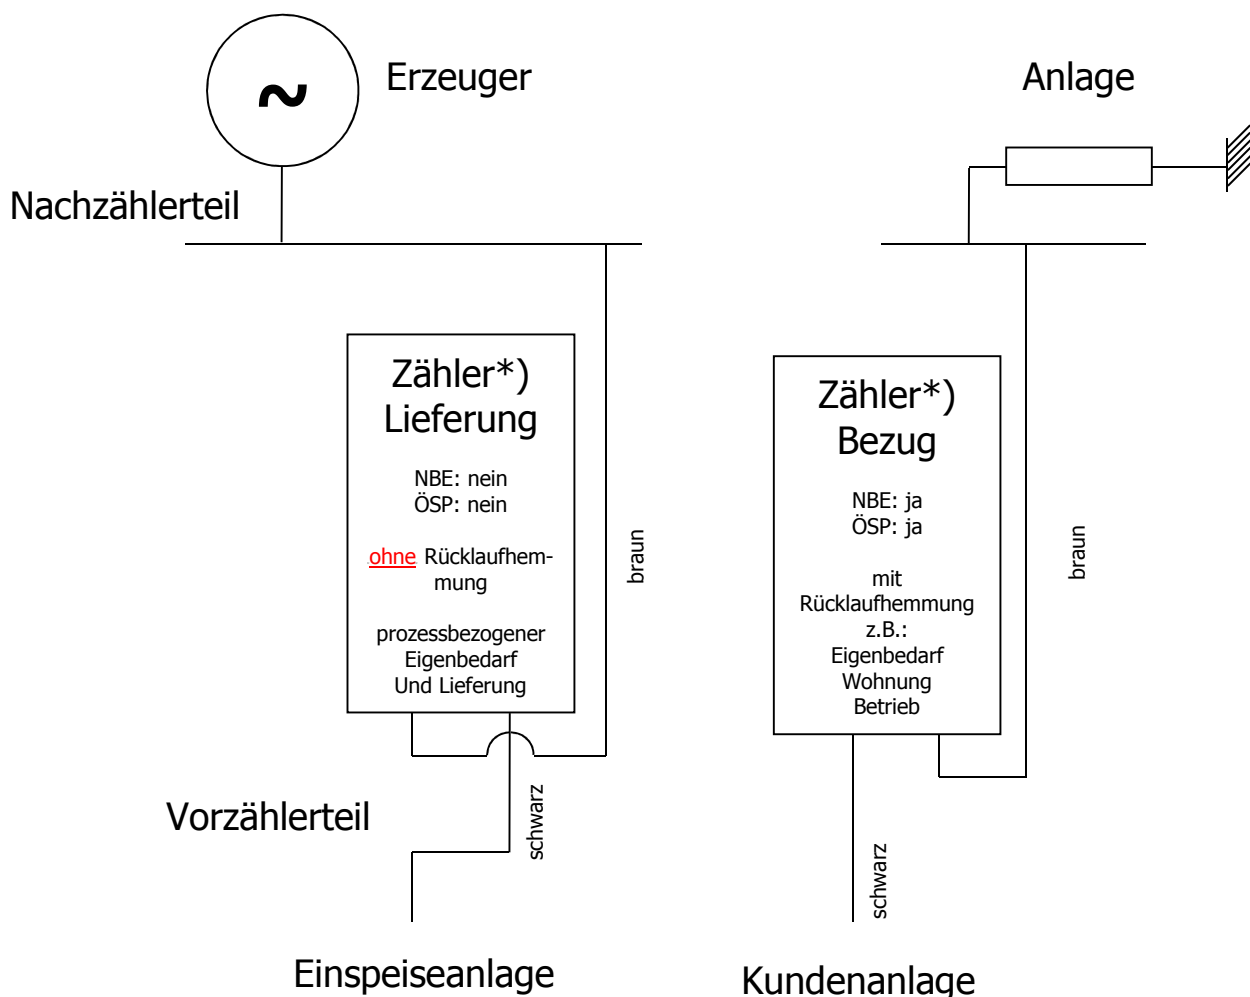 Erzeuger
Anlage
Nachzählerteil
Zähler*)
Lieferung
NBE: nein
ÖSP: nein
ohne Rücklaufhem-
mung
prozessbezogener
Eigenbedarf
Und Lieferung
braun
Zähler*)
Bezug
NBE: ja
ÖSP: ja
mit
Rücklaufhemmung
z.B.:
Eigenbedarf
Wohnung
Betrieb
braun
Vorzählerteil
schwarz
schwarz
Einspeiseanlage
Kundenanlage